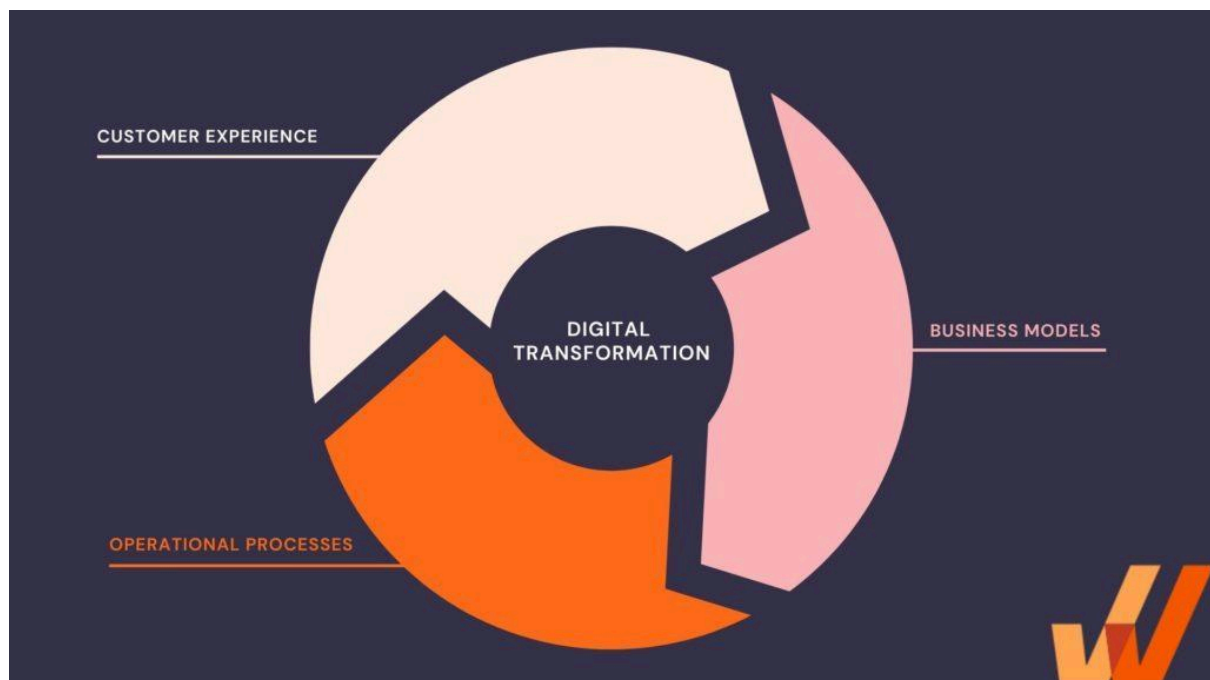 CUSTOMER EXPERIENCE
DIGITAL
TRANSFORMATION
BUSINESS MODELS
OPERATIONAL PROCESSES